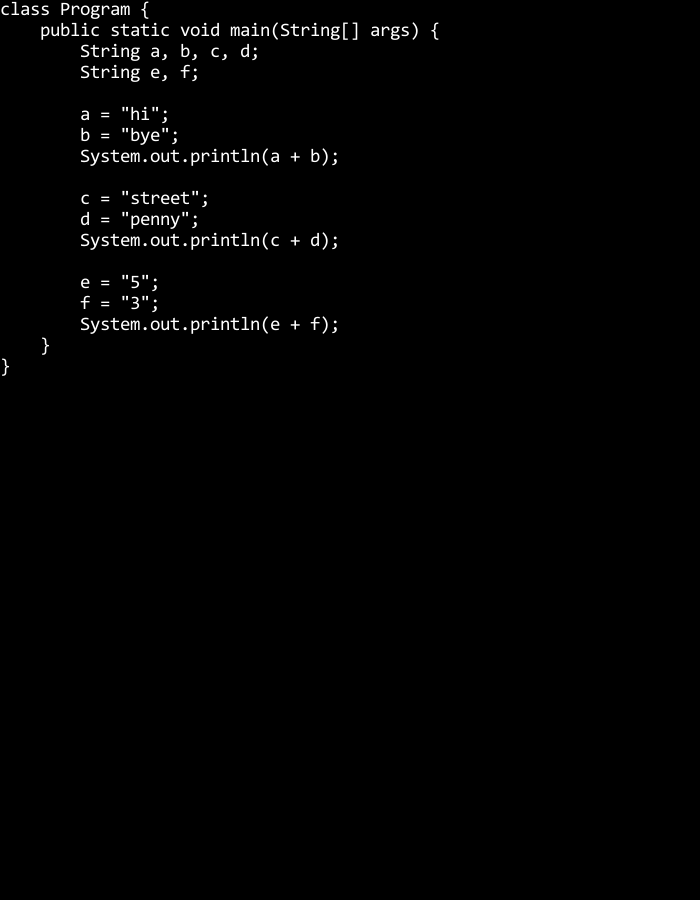 class Program {
    public static void main(String[] args) {
        String a, b, c, d;
        String e, f;

        a = "hi";
        b = "bye";
        System.out.println(a + b);

        c = "street";
        d = "penny";
        System.out.println(c + d);

        e = "5";
        f = "3";
        System.out.println(e + f);
    }
}